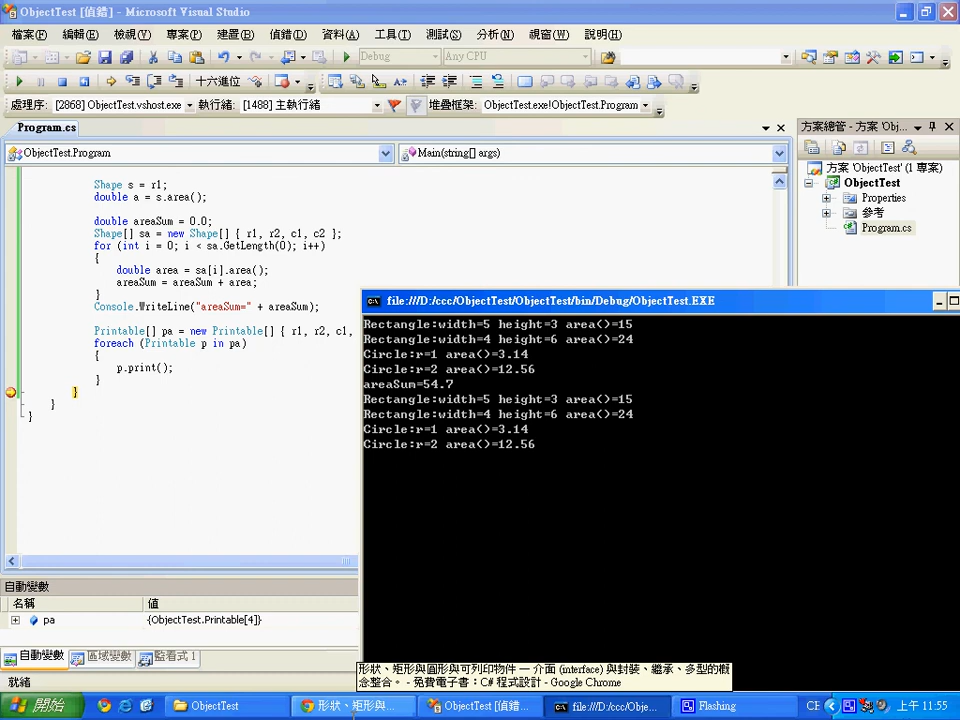 ObjectTest [偵錯] - Microsoft Visual Studio
檔案(F) 編輯(E) 檢視(V) 專案(P) 建置(B) 偵錯(D) 資料(A) 工具(T) 測試(S) 分析(N) 視窗(W) 說明(H)
Debug Any CPU
十六進位
處理序: [2868] ObjectTest.vshost.exe 執行緒: [1488] 主執行緒 堆疊框架: ObjectTest.exe!ObjectTest.Program
Program.cs
ObjectTest.Program Main(string[] args)
Shape s = r1;
double a = s.area();
double areaSum = 0.0;
Shape[] sa = new Shape[] { r1, r2, c1, c2 };
for (int i = 0; i < sa.GetLength(0); i++)
{
double area = sa[i].area();
areaSum = areaSum + area;
}
Console.WriteLine("areaSum=" + areaSum);
Printable[] pa = new Printable[] { r1, r2, c1,
foreach (Printable p in pa)
{
p.print();
}
}
}
}
方案總管 - 方案 'Obj...
方案 'ObjectTest' (1 專案)
ObjectTest
Properties
參考
Program.cs
file:///D:/ccc/ObjectTest/ObjectTest/bin/Debug/ObjectTest.EXE
Rectangle:width=5 height=3 area()=15
Rectangle:width=4 height=6 area()=24
Circle:r=1 area()=3.14
Circle:r=2 area()=12.56
areaSum=54.7
Rectangle:width=5 height=3 area()=15
Rectangle:width=4 height=6 area()=24
Circle:r=1 area()=3.14
Circle:r=2 area()=12.56
自動變數
名稱 值
pa {ObjectTest.Printable[4]}
自動變數 區域變數 監看式 1
就緒
形狀、矩形與圓形與可列印物件 — 介面 (interface) 與封裝、繼承、多型的概
念整合。 - 免費電子書：C# 程式設計 - Google Chrome
開始 ObjectTest 形狀、矩形與... ObjectTest [偵錯... file:///D:/ccc/Obje... Flashing CE 上午 11:55